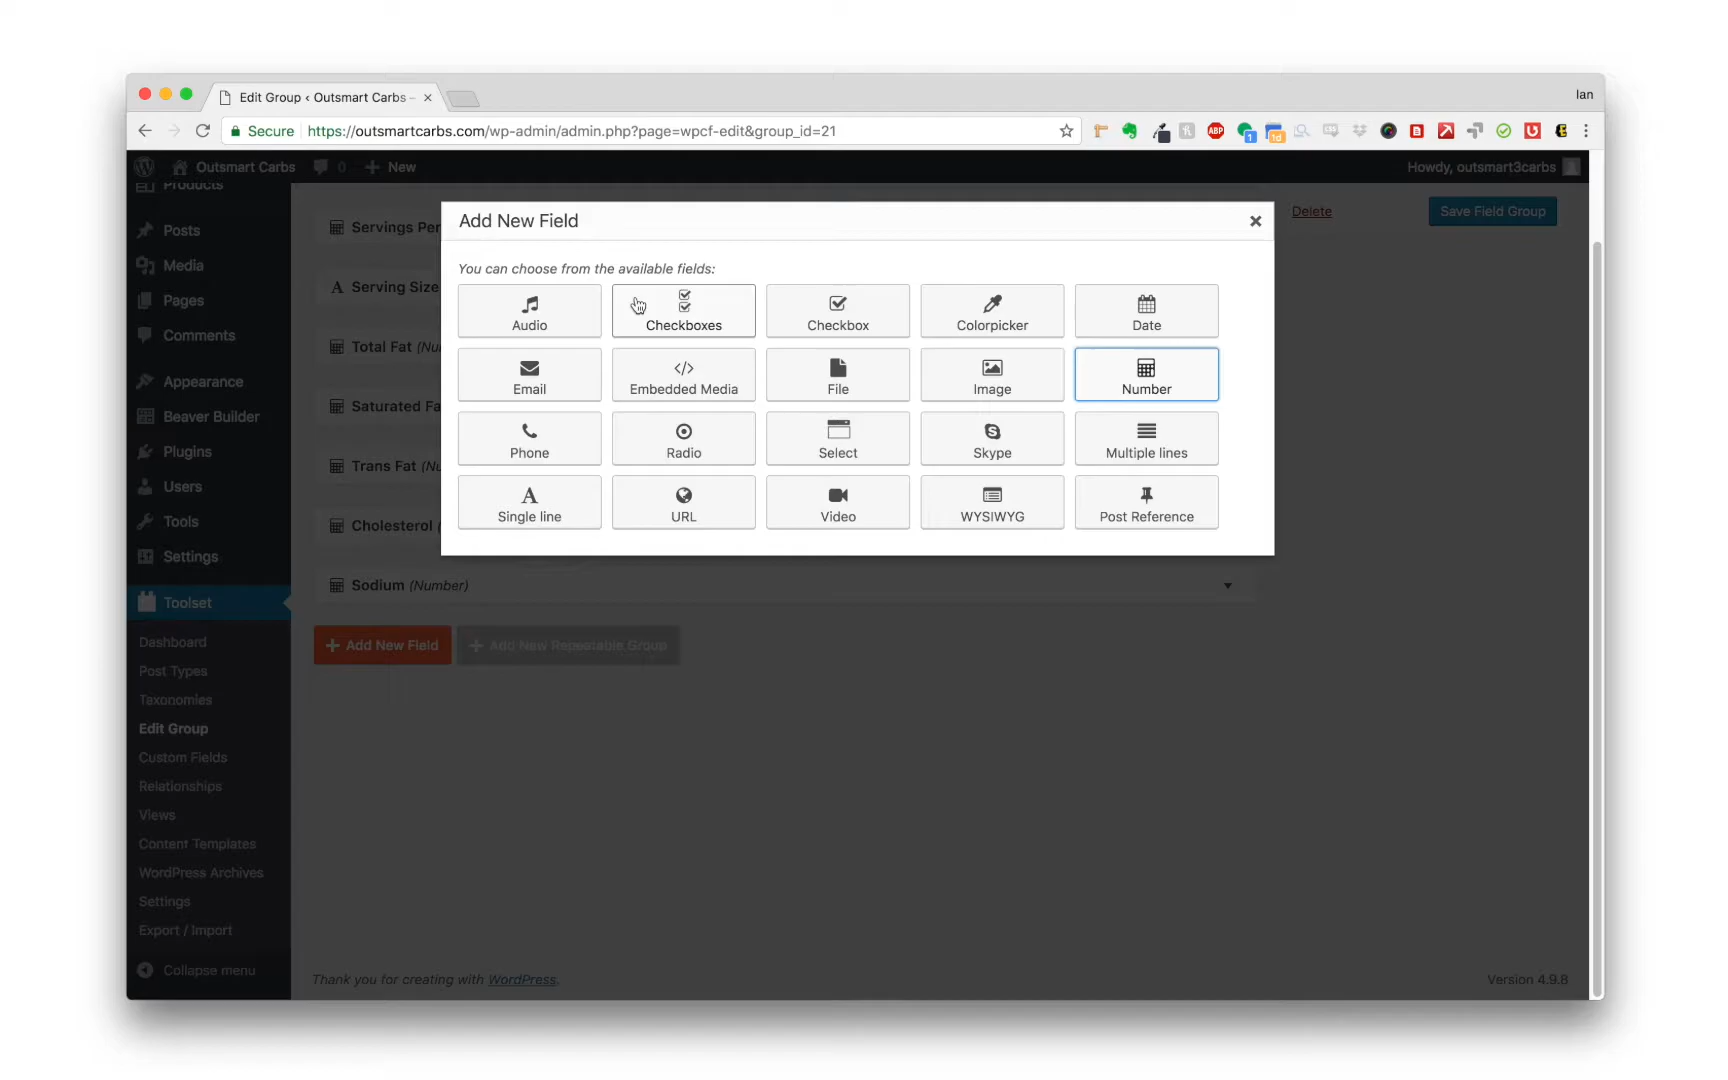 Edit Group ‹ Outsmart Carbs –
Ian
Secure
https://outsmartcarbs.com/wp-admin/admin.php?page=wpcf-edit&group_id=21
ABP
1
1d
Outsmart Carbs
0
New
Howdy, outsmart3carbs
Products
Posts
Media
Pages
Comments
Appearance
Beaver Builder
Plugins
Users
Tools
Settings
Toolset
Dashboard
Post Types
Taxonomies
Edit Group
Custom Fields
Relationships
Views
Content Templates
WordPress Archives
Settings
Export / Import
Collapse menu
Servings Per
Serving Size
Total Fat (Nu
Saturated Fa
Trans Fat (Nu
Cholesterol (
Sodium (Number)
Add New Field
Add New Repeatable Group
Delete
Save Field Group
Add New Field
You can choose from the available fields:
Audio
Checkboxes
Checkbox
Colorpicker
Date
Email
Embedded Media
File
Image
Number
Phone
Radio
Select
Skype
Multiple lines
Single line
URL
Video
WYSIWYG
Post Reference
Thank you for creating with WordPress.
Version 4.9.8